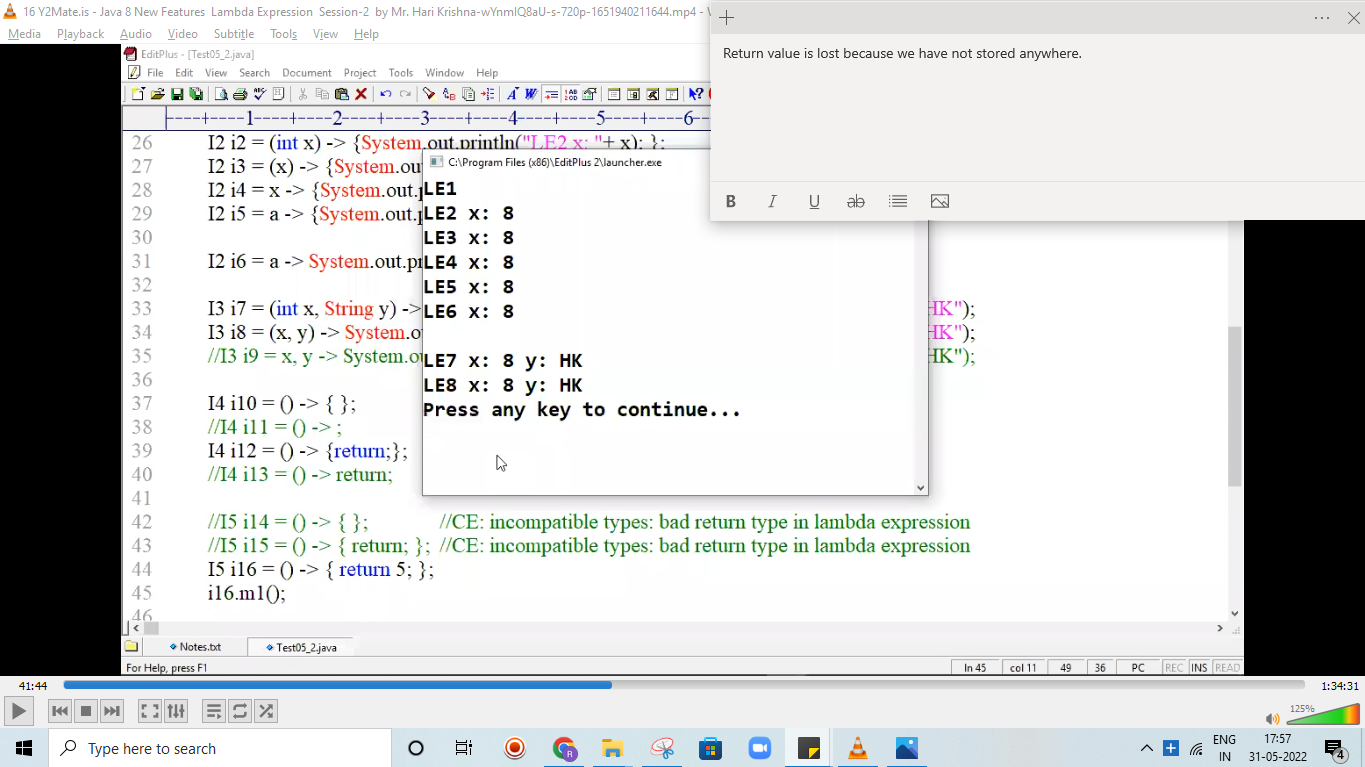 16 Y2Mate.is - Java 8 New Features Lambda Expression Session-2 by Mr. Hari Krishna-wYnmIQ8aU-s-720p-1651940211644.mp4 - V
Media Playback Audio Video Subtitle Tools View Help
Return value is lost because we have not stored anywhere.
EditPlus - [Test05_2.java]
File Edit View Search Document Project Tools Window Help
----+----1----+----2----+----3----+----4----+----5----+----6-
26 I2 i2 = (int x) -> {System.out.println("LE2 x: "+ x); };
27 I2 i3 = (x) -> {System.ou
28 I2 i4 = x -> {System.out.
29 I2 i5 = a -> {System.out.
30
31 I2 i6 = a -> System.out.pr
32
33 I3 i7 = (int x, String y) -> HK");
34 I3 i8 = (x, y) -> System.o HK");
35 //I3 i9 = x, y -> System.ou HK");
36
37 I4 i10 = () -> { };
38 //I4 i11 = () -> ;
39 I4 i12 = () -> {return;};
40 //I4 i13 = () -> return;
41
42 //I5 i14 = () -> { }; //CE: incompatible types: bad return type in lambda expression
43 //I5 i15 = () -> { return; }; //CE: incompatible types: bad return type in lambda expression
44 I5 i16 = () -> { return 5; };
45 i16.m1();
46
C:\Program Files (x86)\EditPlus 2\launcher.exe
LE1
LE2 x: 8
LE3 x: 8
LE4 x: 8
LE5 x: 8
LE6 x: 8
LE7 x: 8 y: HK
LE8 x: 8 y: HK
Press any key to continue...
B I U ab
Notes.txt Test05_2.java
For Help, press F1 ln 45 col 11 49 36 PC REC INS READ
41:44 1:34:31
125%
Type here to search
ENG
IN
17:57
31-05-2022
4